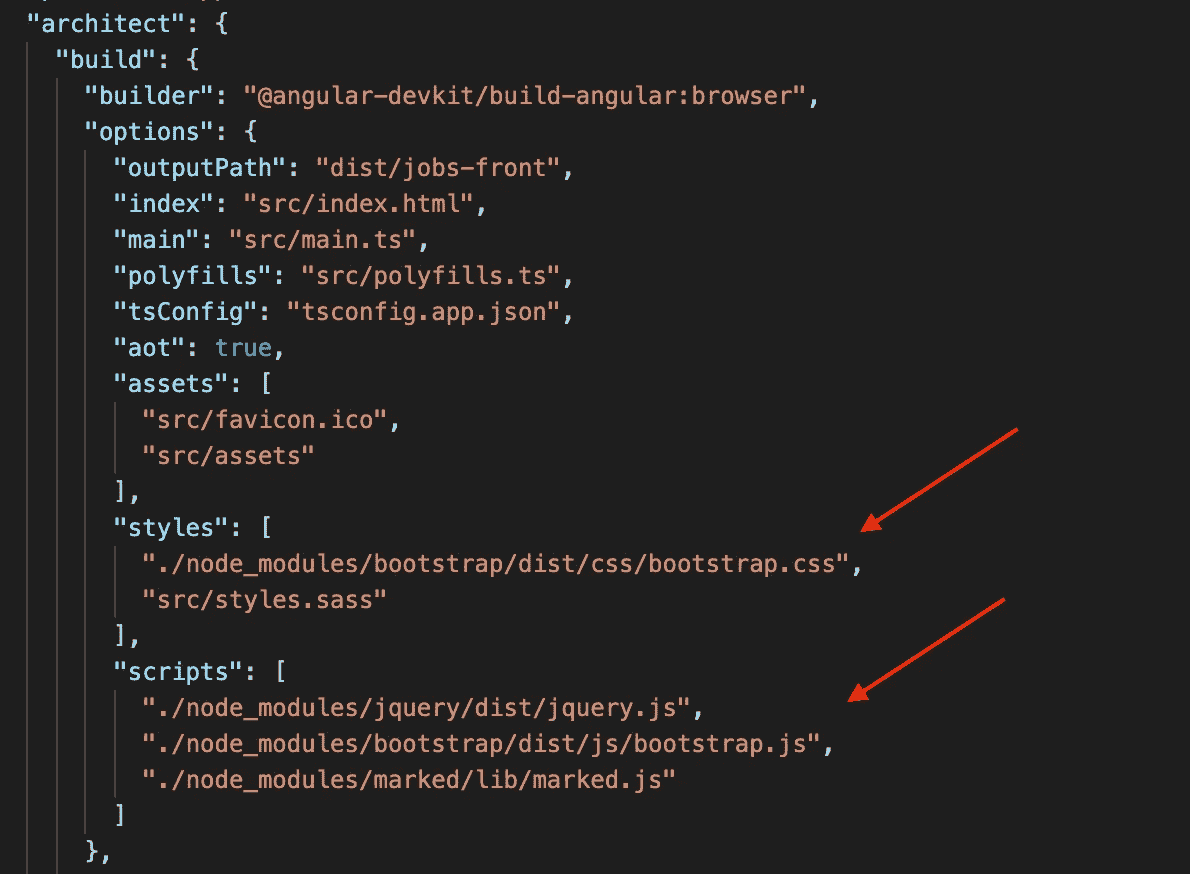 "architect": {
"build": {
"builder": "@angular-devkit/build-angular:browser",
"options": {
"outputPath": "dist/jobs-front",
"index": "src/index.html",
"main": "src/main.ts",
"polyfills": "src/polyfills.ts",
"tsConfig": "tsconfig.app.json",
"aot": true,
"assets": [
"src/favicon.ico",
"src/assets"
],
"styles": [
"./node_modules/bootstrap/dist/css/bootstrap.css",
"src/styles.sass"
],
"scripts": [
"./node_modules/jquery/dist/jquery.js",
"./node_modules/bootstrap/dist/js/bootstrap.js",
"./node_modules/marked/lib/marked.js"
]
},